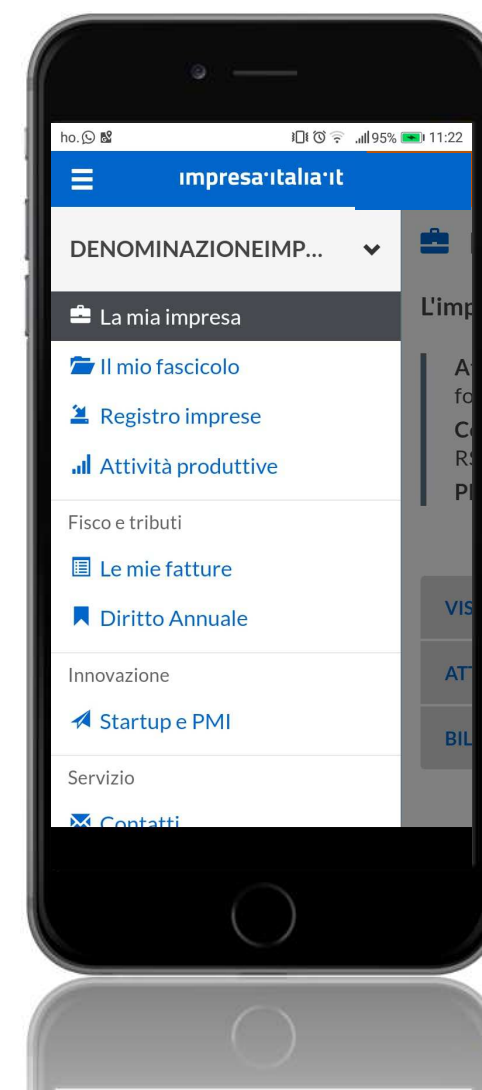 ho. 95% 11:22
impresa•italia•it
DENOMINAZIONEIMP...
La mia impresa
L'imp
Il mio fascicolo
Registro imprese
Attività produttive
Fisco e tributi
Le mie fatture
Diritto Annuale
VIS
Innovazione
Startup e PMI
BIL
Servizio
Contatti